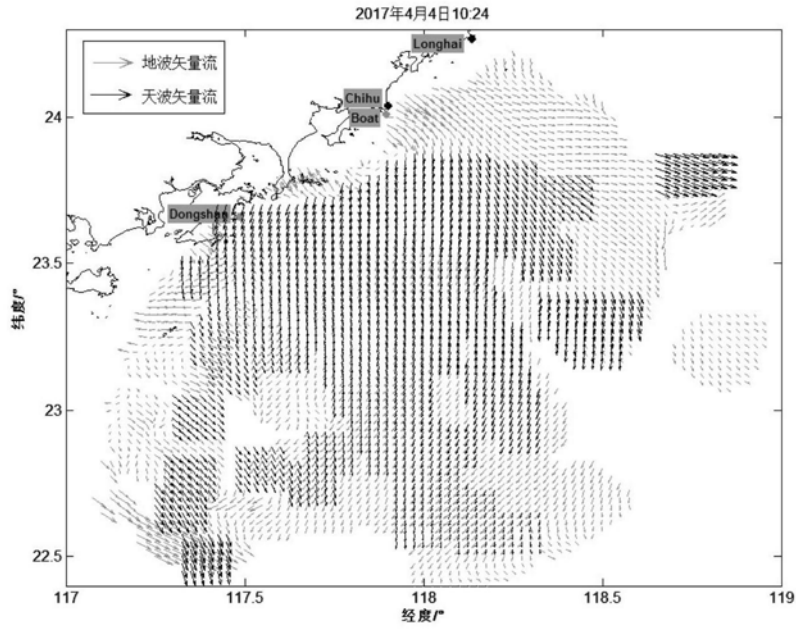 2017年4月4日10:24
地波矢量流
天波矢量流
Longhai
Chihu
Boat
Dongshan
24
23.5
23
22.5
纬度/°
117
117.5
118
118.5
119
经度/°